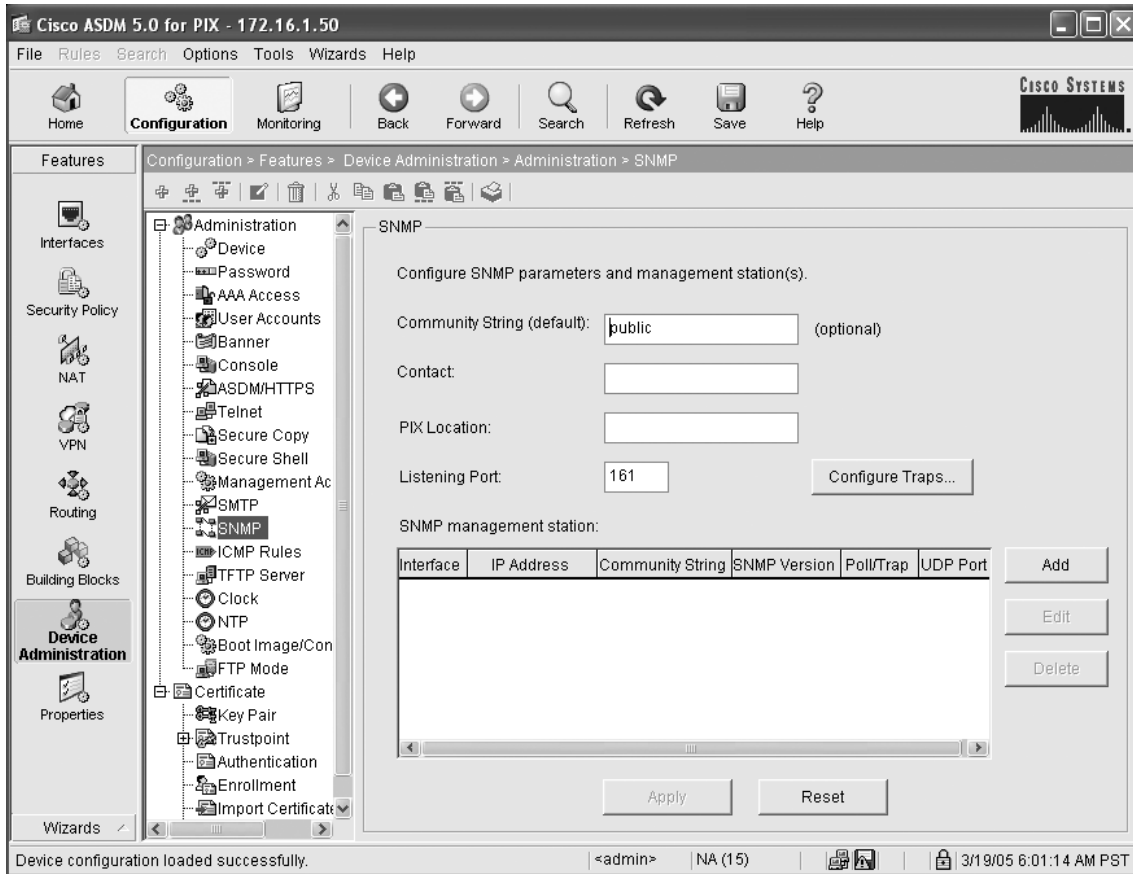 Cisco ASDM 5.0 for PIX - 172.16.1.50
File Rules Search Options Tools Wizards Help
Home Configuration Monitoring Back Forward Search Refresh Save Help
CISCO SYSTEMS
Features
Configuration > Features > Device Administration > Administration > SNMP
Interfaces
Security Policy
NAT
VPN
Routing
Building Blocks
Device
Administration
Properties
Wizards
Administration
Device
Password
AAA Access
User Accounts
Banner
Console
ASDM/HTTPS
Telnet
Secure Copy
Secure Shell
Management Ac
SMTP
SNMP
ICMP Rules
TFTP Server
Clock
NTP
Boot Image/Con
FTP Mode
Certificate
Key Pair
Trustpoint
Authentication
Enrollment
Import Certificate
SNMP
Configure SNMP parameters and management station(s).
Community String (default): public (optional)
Contact:
PIX Location:
Listening Port: 161 Configure Traps...
SNMP management station:
Interface IP Address Community String SNMP Version Poll/Trap UDP Port
Add
Edit
Delete
Apply Reset
Device configuration loaded successfully. <admin> NA (15) 3/19/05 6:01:14 AM PST